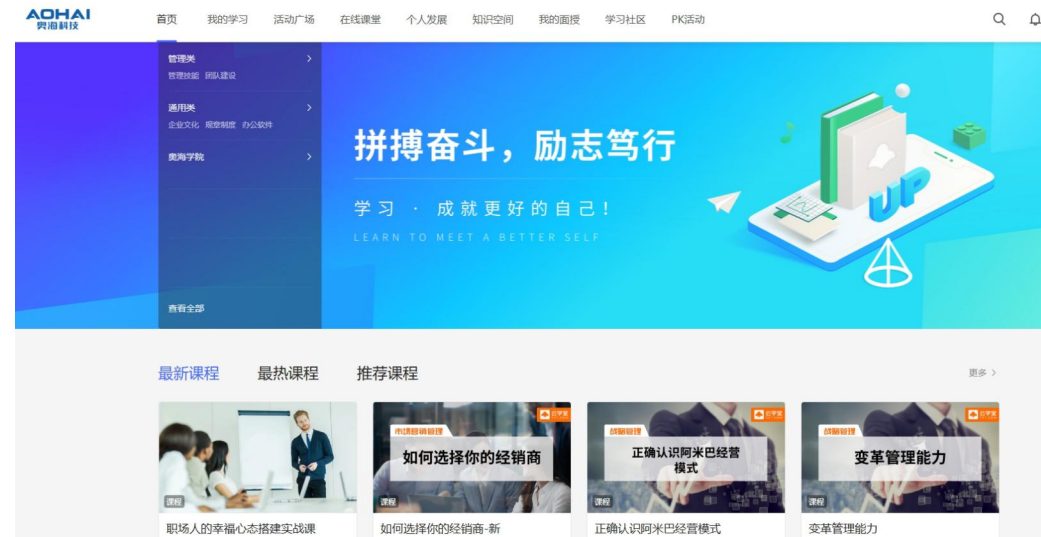 AOHAI
奥海科技
首页 我的学习 活动广场 在线课堂 个人发展 知识空间 我的面授 学习社区 PK活动
管理类
管理技能 团队建设
通用类
企业文化 规章制度 办公软件
奥海学院
查看全部
拼搏奋斗，励志笃行
学习 · 成就更好的自己！
LEARN TO MEET A BETTER SELF
UP
最新课程 最热课程 推荐课程 更多
课程
职场人的幸福心态搭建实战课
云学堂
市场营销管理
如何选择你的经销商
课程
如何选择你的经销商-新
云学堂
战略管理
正确认识阿米巴经营
模式
课程
正确认识阿米巴经营模式
云学堂
战略管理
变革管理能力
课程
变革管理能力